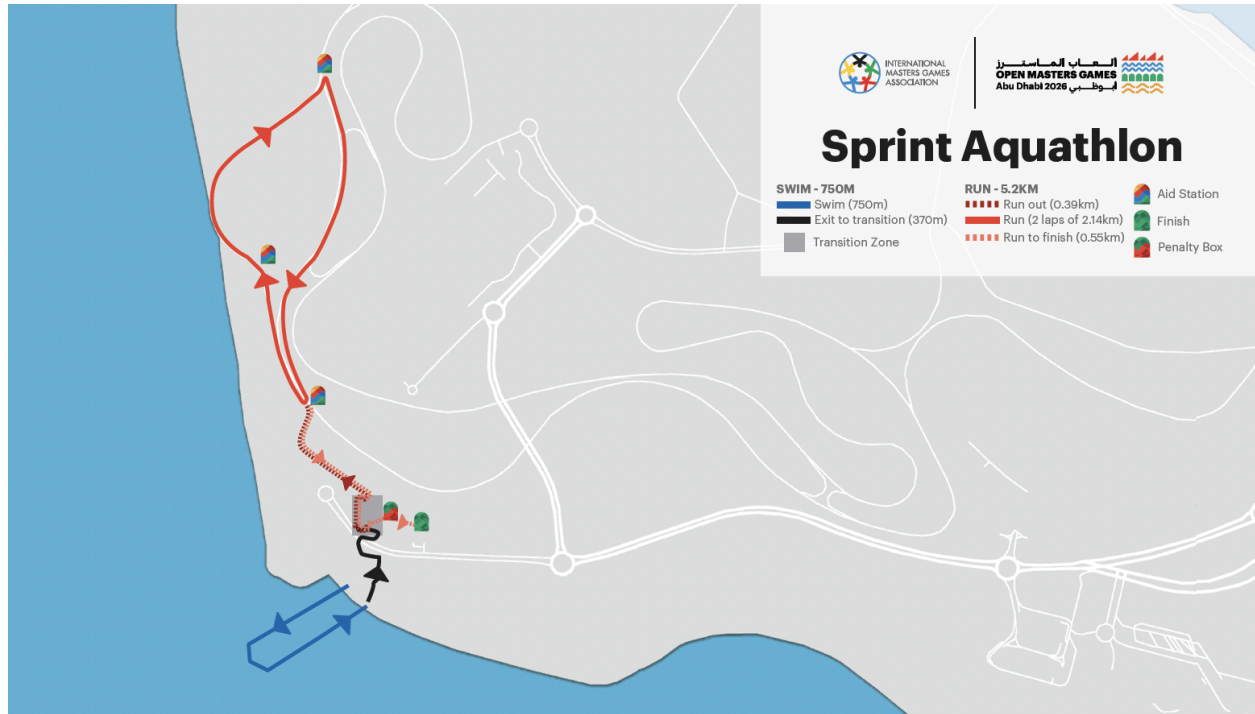 INTERNATIONAL
MASTERS GAMES
ASSOCIATION
ألعاب الماسترز
OPEN MASTERS GAMES
Abu Dhabi 2026 أبوظبي
Sprint Aquathlon
SWIM - 750M
Swim (750m)
Exit to transition (370m)
Transition Zone
RUN - 5.2KM
Run out (0.39km)
Run (2 laps of 2.14km)
Run to finish (0.55km)
Aid Station
Finish
Penalty Box